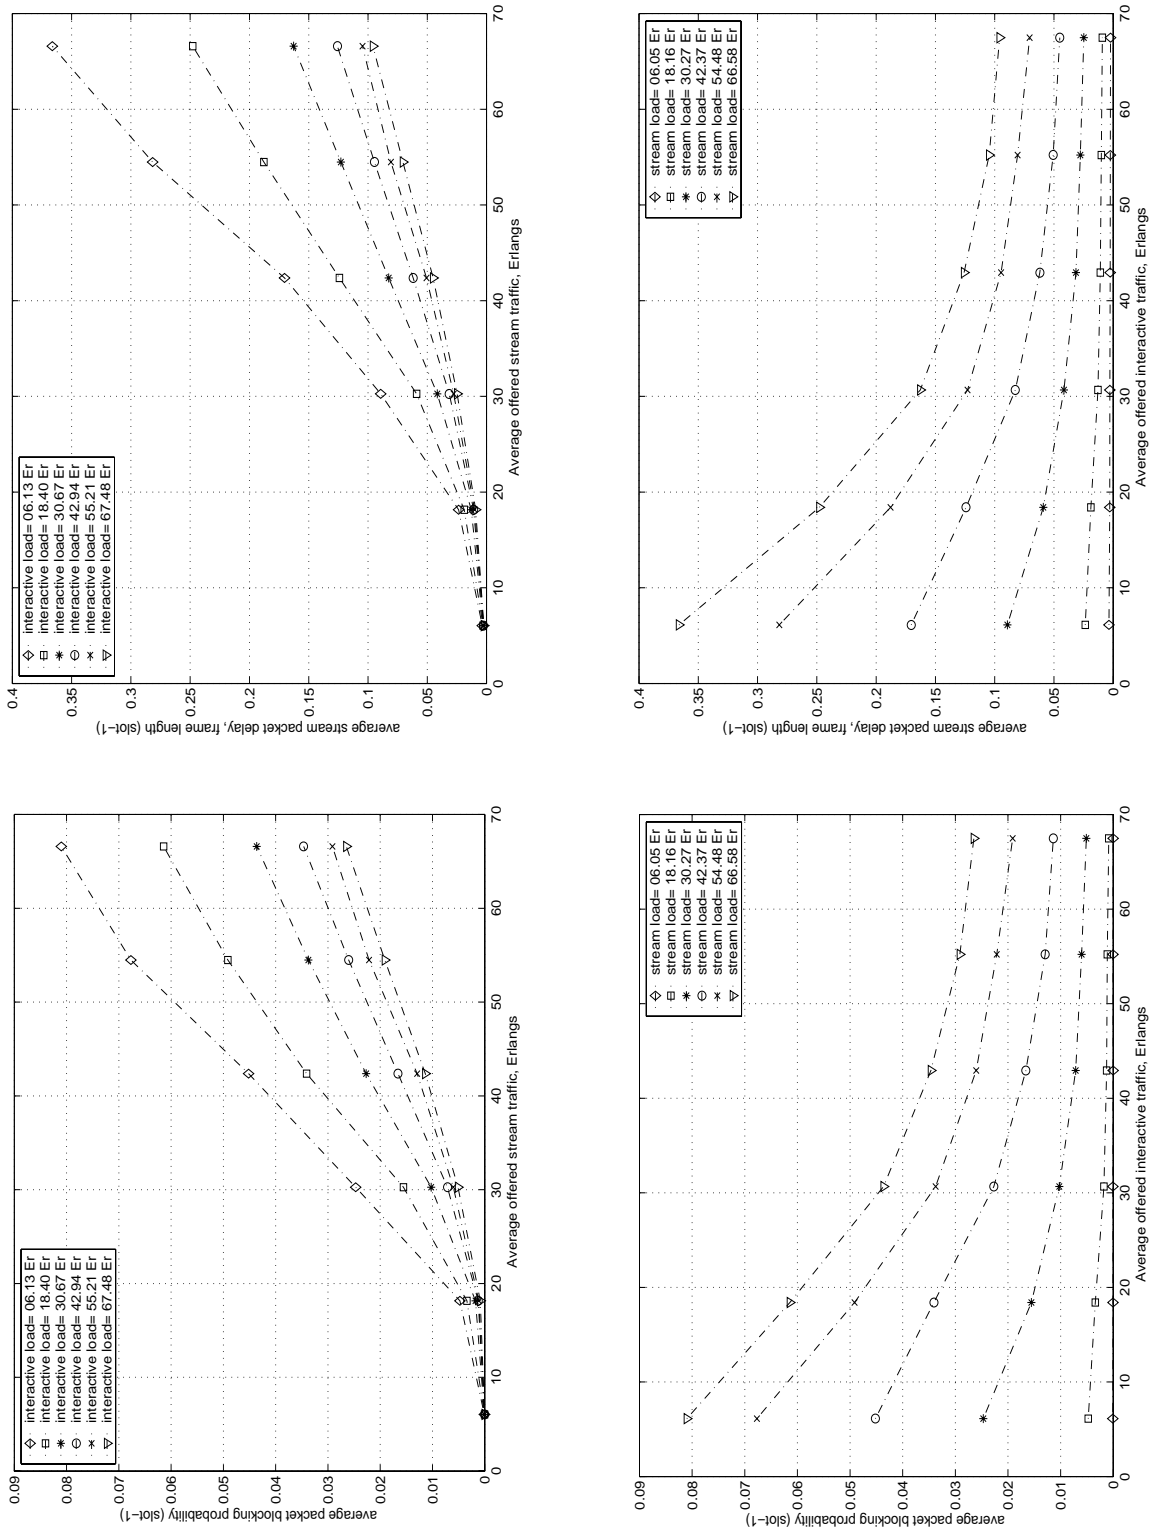 0.09
0.08
0.07
0.06
0.05
0.04
0.03
0.02
0.01
0
average packet blocking probability (slot−1)
0
10
20
30
40
50
60
70
Average offered stream traffic, Erlangs
interactive load= 06.13 Er
interactive load= 18.40 Er
interactive load= 30.67 Er
interactive load= 42.94 Er
interactive load= 55.21 Er
interactive load= 67.48 Er
0.4
0.35
0.3
0.25
0.2
0.15
0.1
0.05
0
average stream packet delay, frame length (slot−1)
0
10
20
30
40
50
60
70
Average offered stream traffic, Erlangs
interactive load= 06.13 Er
interactive load= 18.40 Er
interactive load= 30.67 Er
interactive load= 42.94 Er
interactive load= 55.21 Er
interactive load= 67.48 Er
0.09
0.08
0.07
0.06
0.05
0.04
0.03
0.02
0.01
0
average packet blocking probability (slot−1)
0
10
20
30
40
50
60
70
Average offered interactive traffic, Erlangs
stream load= 06.05 Er
stream load= 18.16 Er
stream load= 30.27 Er
stream load= 42.37 Er
stream load= 54.48 Er
stream load= 66.58 Er
0.4
0.35
0.3
0.25
0.2
0.15
0.1
0.05
0
average stream packet delay, frame length (slot−1)
0
10
20
30
40
50
60
70
Average offered interactive traffic, Erlangs
stream load= 06.05 Er
stream load= 18.16 Er
stream load= 30.27 Er
stream load= 42.37 Er
stream load= 54.48 Er
stream load= 66.58 Er